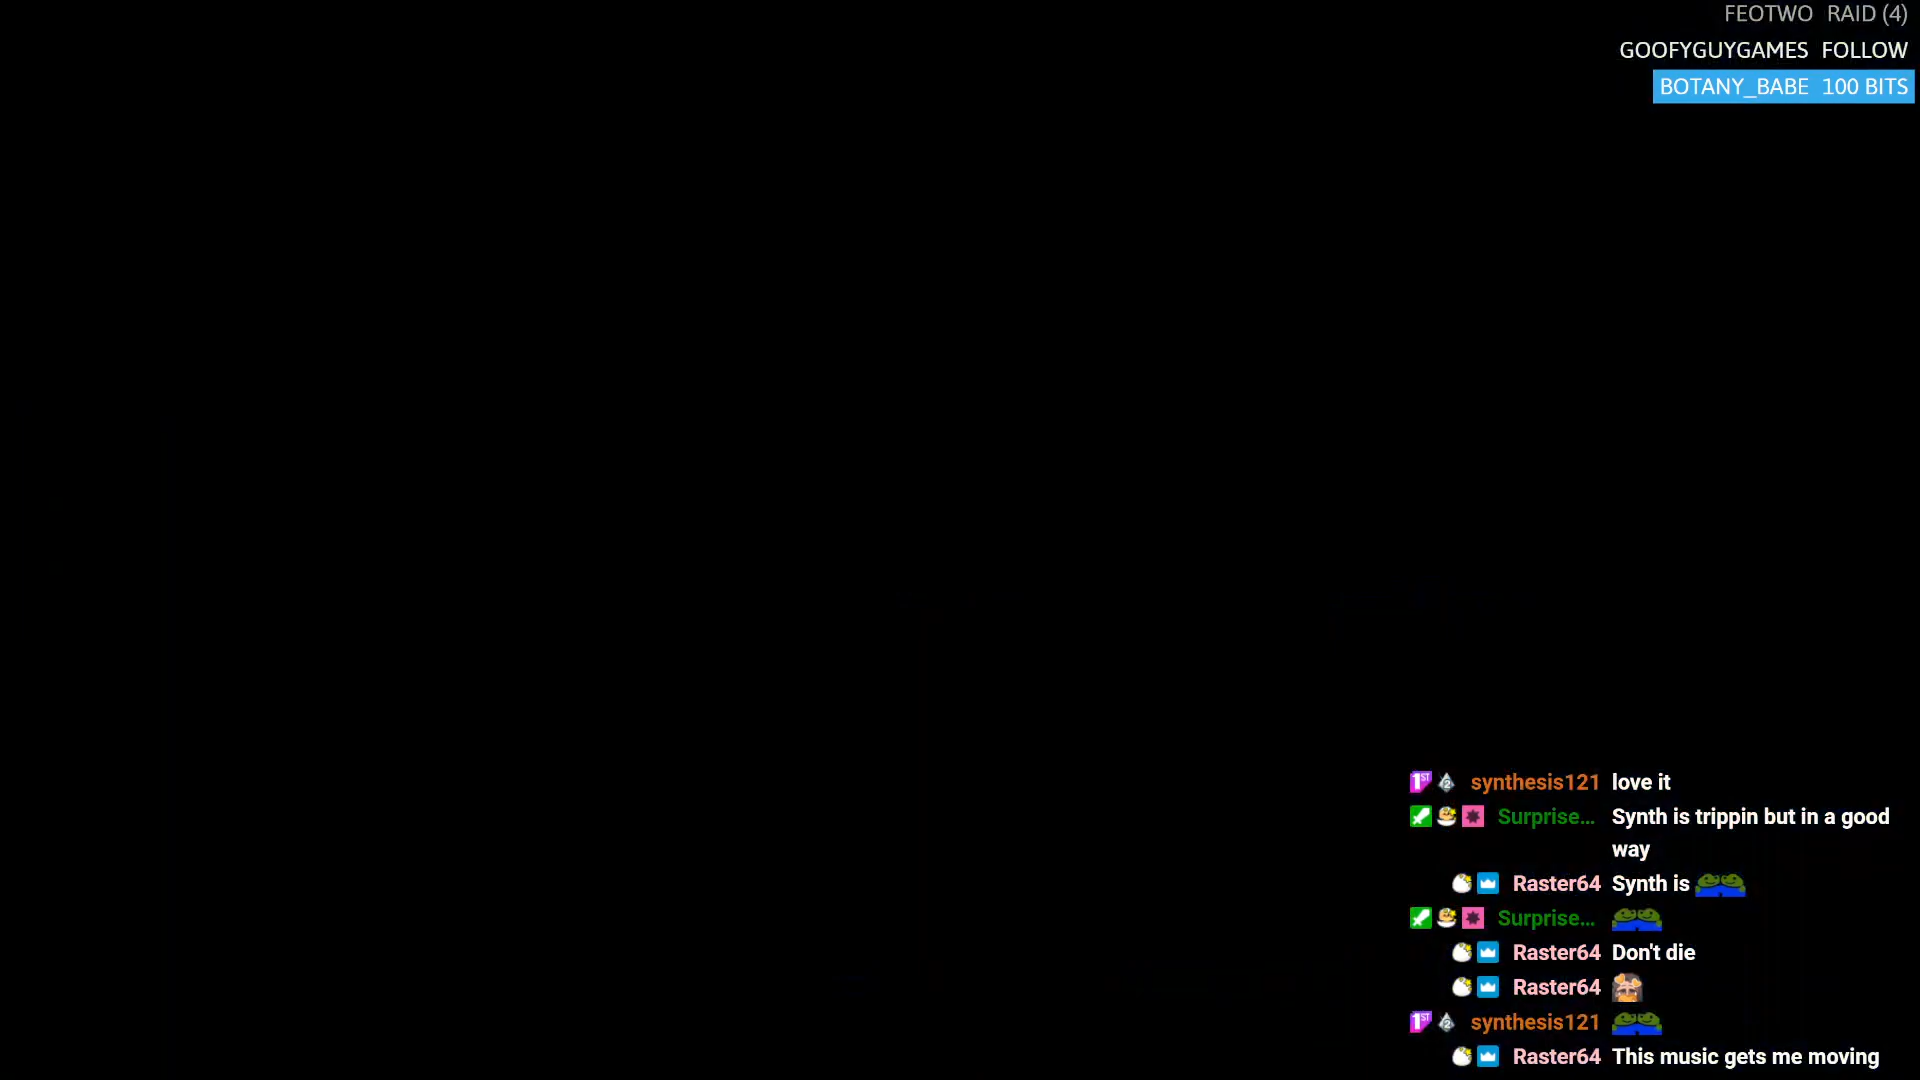 FEOTWO RAID (4)
GOOFYGUYGAMES FOLLOW
BOTANY_BABE 100 BITS
synthesis121 love it
Surprise... Synth is trippin but in a good
way
Raster64 Synth is
Surprise...
Raster64 Don't die
Raster64
synthesis121
Raster64 This music gets me moving